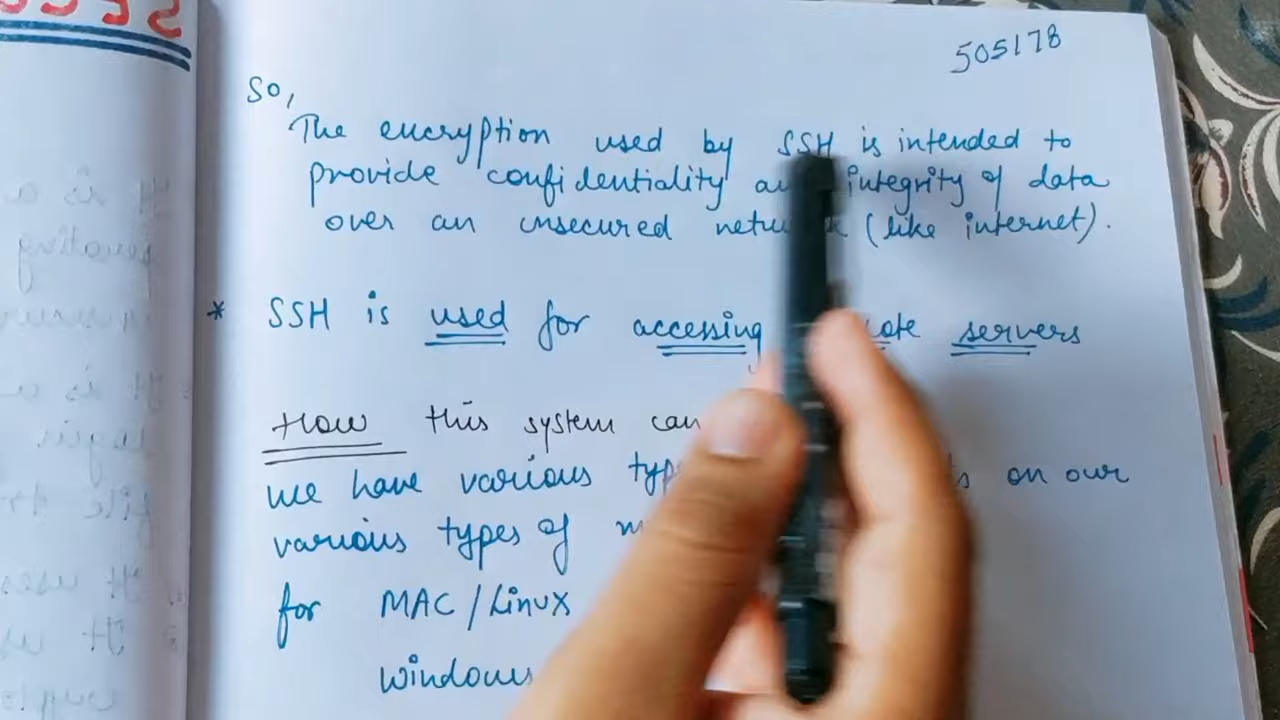 505178
So,
The encryption used by SSH is intended to
provide confidentiality integrity of data
over an unsecured (like internet).
* SSH is used for accessing servers
How this system can
we have various on our
various types of
for MAC/Linux
windows